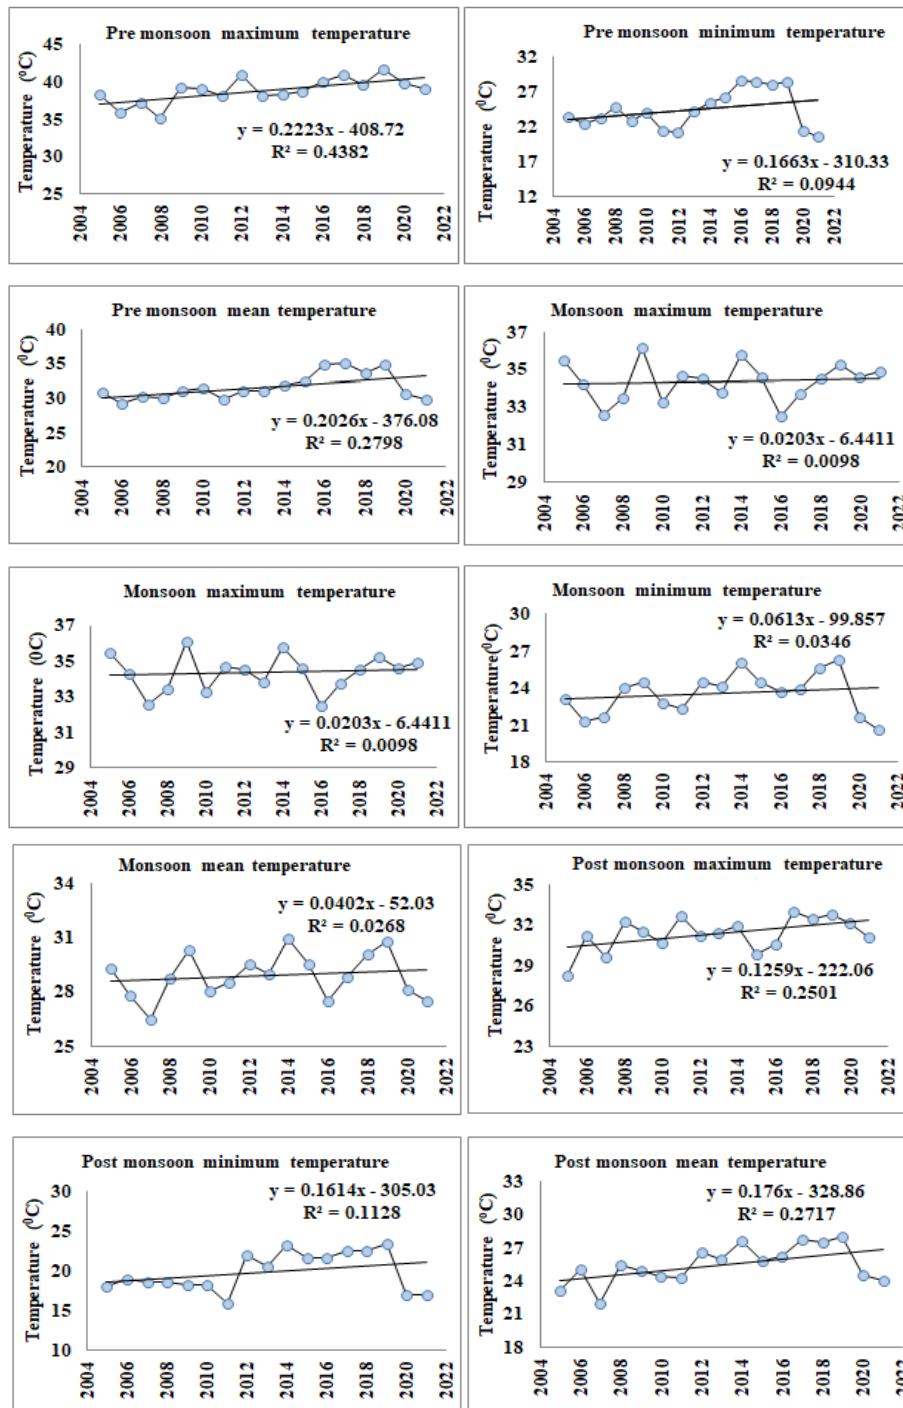 Pre monsoon maximum temperature
Temperature (⁰C)
45
40
35
30
25
y = 0.2223x - 408.72
R² = 0.4382
2004 2006 2008 2010 2012 2014 2016 2018 2020 2022
Pre monsoon minimum temperature
Temperature (⁰C)
32
27
22
17
12
y = 0.1663x - 310.33
R² = 0.0944
2004 2006 2008 2010 2012 2014 2016 2018 2020 2022
Pre monsoon mean temperature
Temperature (⁰C)
40
35
30
25
20
y = 0.2026x - 376.08
R² = 0.2798
2004 2006 2008 2010 2012 2014 2016 2018 2020 2022
Monsoon maximum temperature
Temperature (⁰C)
37
35
33
31
29
y = 0.0203x - 6.4411
R² = 0.0098
2004 2006 2008 2010 2012 2014 2016 2018 2020 2022
Monsoon maximum temperature
Temperature (0C)
37
35
33
31
29
y = 0.0203x - 6.4411
R² = 0.0098
2004 2006 2008 2010 2012 2014 2016 2018 2020 2022
Monsoon minimum temperature
Temperature(⁰C)
30
27
24
21
18
y = 0.0613x - 99.857
R² = 0.0346
2004 2006 2008 2010 2012 2014 2016 2018 2020 2022
Monsoon mean temperature
Temperature (⁰C)
34
31
28
25
y = 0.0402x - 52.03
R² = 0.0268
2004 2006 2008 2010 2012 2014 2016 2018 2020 2022
Post monsoon maximum temperature
Temperature (⁰C)
35
32
29
26
23
y = 0.1259x - 222.06
R² = 0.2501
2004 2006 2008 2010 2012 2014 2016 2018 2020 2022
Post monsoon minimum temperature
Temperature (⁰C)
30
25
20
15
10
y = 0.1614x - 305.03
R² = 0.1128
2004 2006 2008 2010 2012 2014 2016 2018 2020 2022
Post monsoon mean temperature
Temperature (⁰C)
33
30
27
24
21
18
y = 0.176x - 328.86
R² = 0.2717
2004 2006 2008 2010 2012 2014 2016 2018 2020 2022